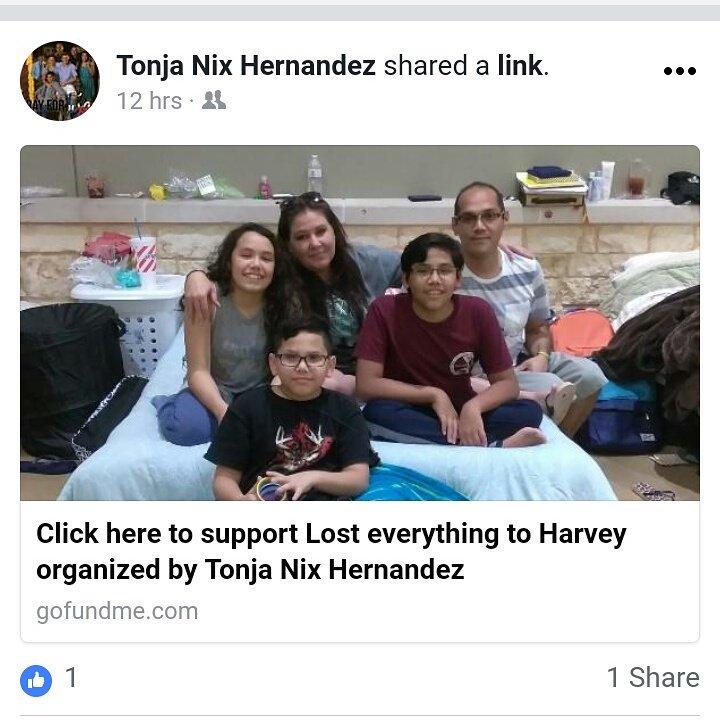 Tonja Nix Hernandez shared a link.
12 hrs ·
Click here to support Lost everything to Harvey
organized by Tonja Nix Hernandez
gofundme.com
1
1 Share